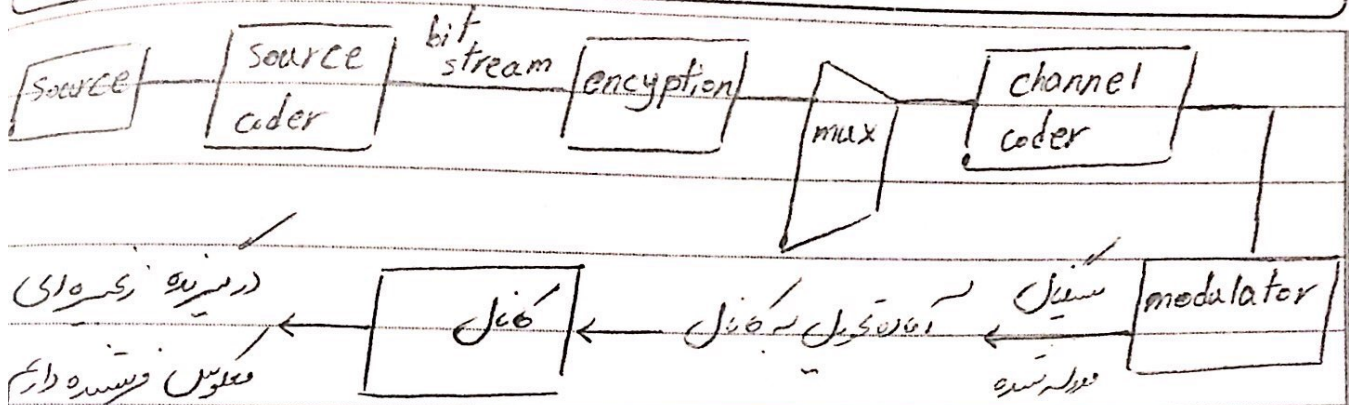 source
source coder
bit stream
encyption
mux
channel coder
modulator
سیگنال مدوله شده
آماده تحویل به کانال
کانال
در گیرنده زنجیره‌ای
معکوس فرستنده داریم